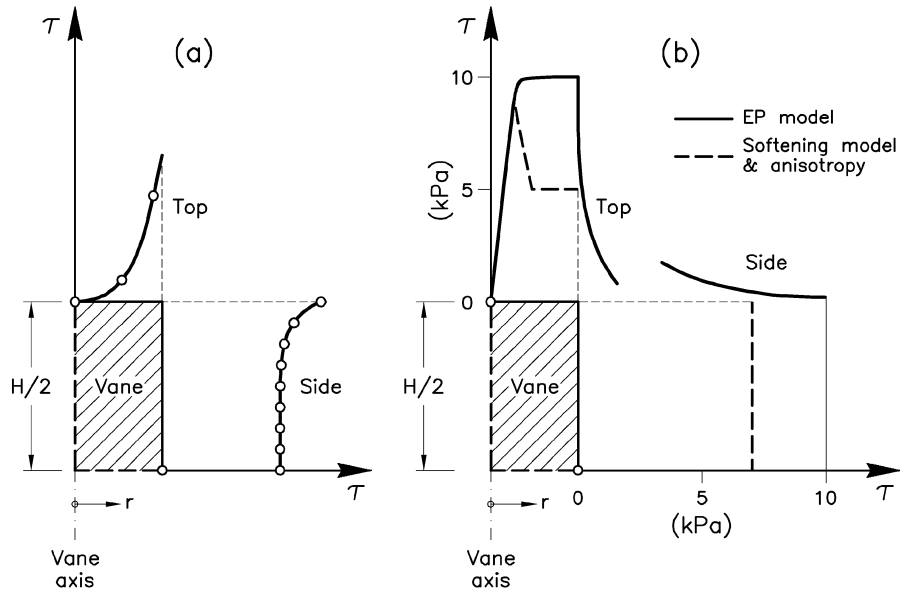 τ
(a)
Top
H/2
Vane
Side
τ
r
Vane
axis
τ
(b)
10
EP model
Softening model
& anisotropy
5
(kPa)
Top
Side
0
H/2
Vane
τ
r
0
5
10
(kPa)
Vane
axis